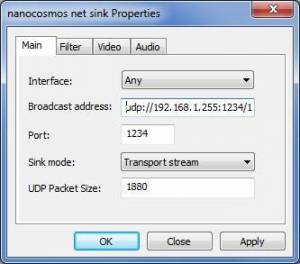 nanocosmos net sink Properties
Main Filter Video Audio
Interface: Any
Broadcast address: udp://192.168.1.255:1234/1
Port: 1234
Sink mode: Transport stream
UDP Packet Size: 1880
OK Close Apply